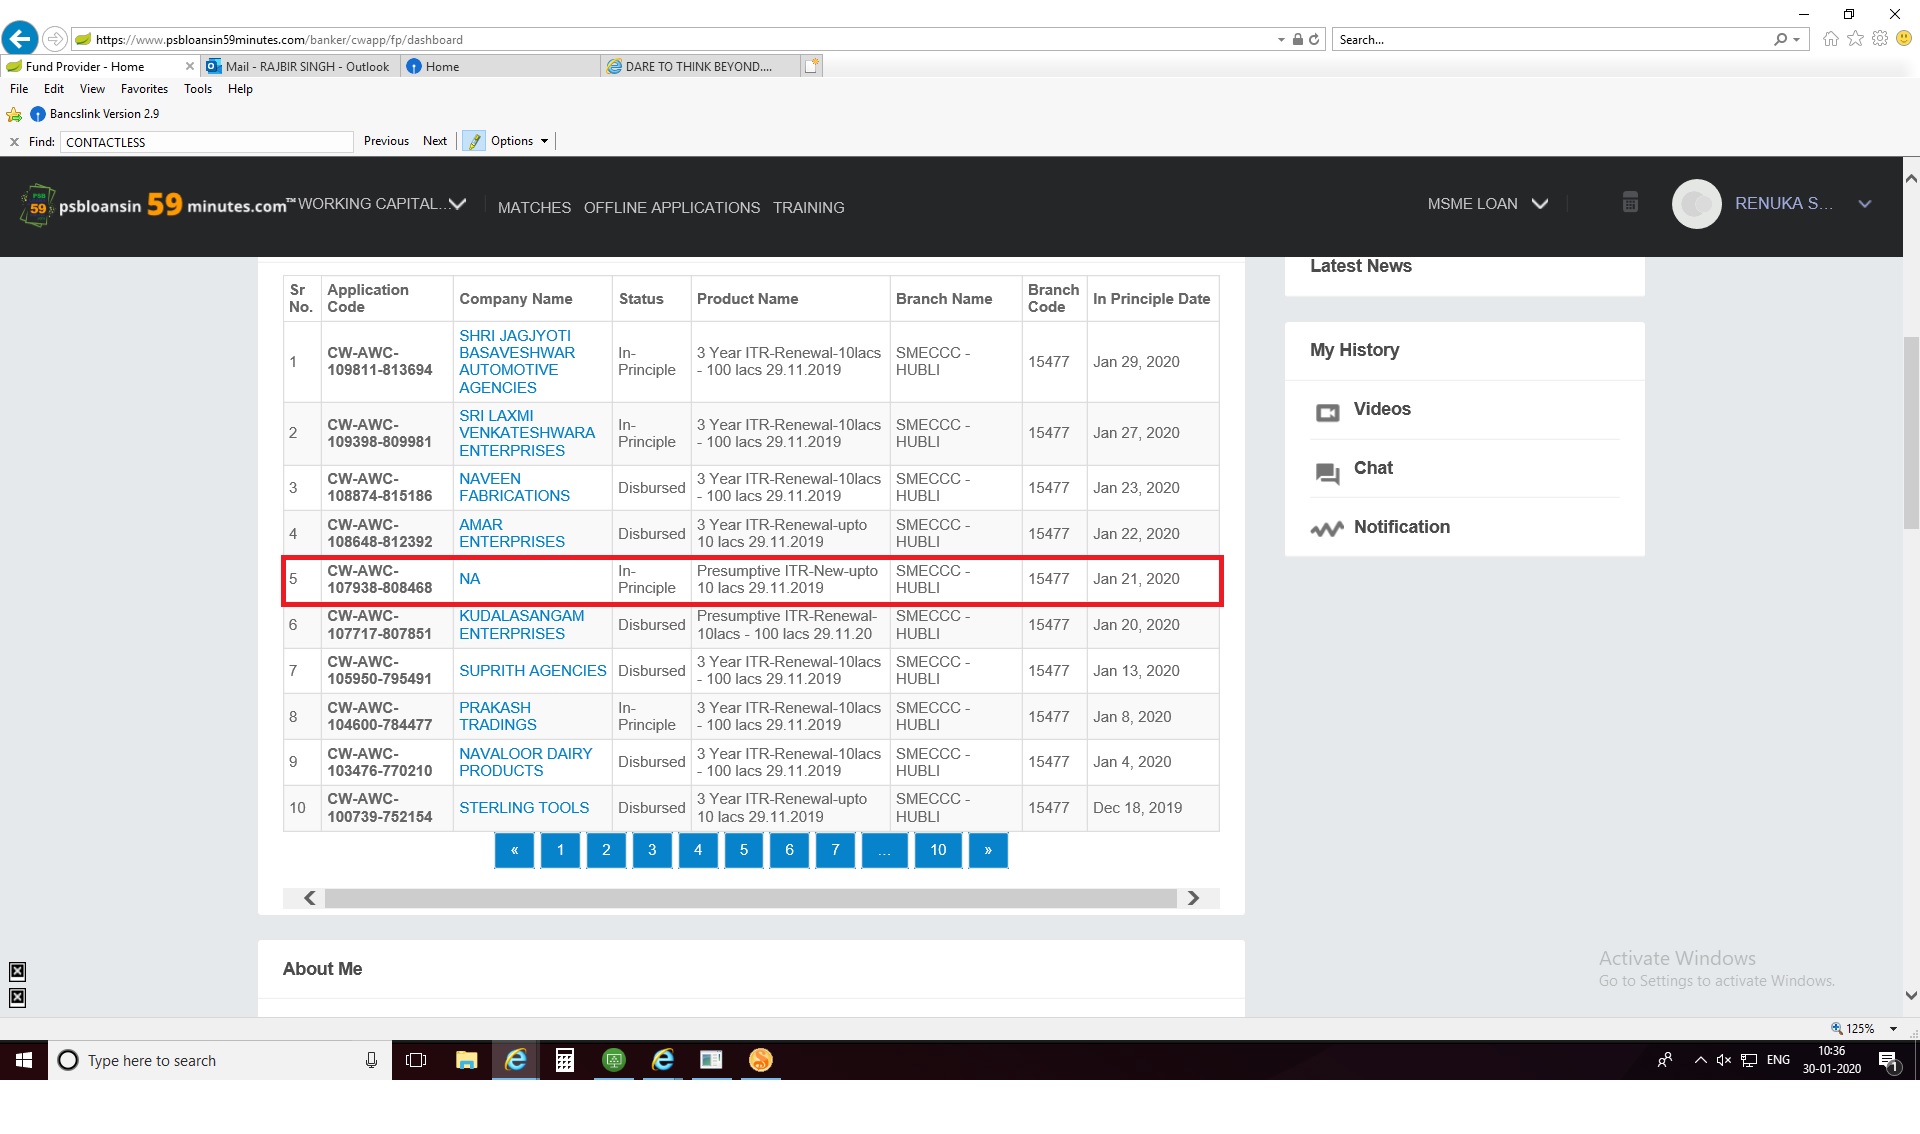 https://www.psbloansin59minutes.com/banker/cwapp/fp/dashboard
Search...
Fund Provider - Home
Mail - RAJBIR SINGH - Outlook
Home
DARE TO THINK BEYOND....
File Edit View Favorites Tools Help
Bancslink Version 2.9
x Find: CONTACTLESS Previous Next Options
PSB 59 psbloansin 59 minutes.com™ WORKING CAPITAL... MATCHES OFFLINE APPLICATIONS TRAINING MSME LOAN RENUKA S...
Latest News
Sr No. Application Code Company Name Status Product Name Branch Name Branch Code In Principle Date
1 CW-AWC-109811-813694 SHRI JAGJYOTI BASAVESHWAR AUTOMOTIVE AGENCIES In-Principle 3 Year ITR-Renewal-10lacs - 100 lacs 29.11.2019 SMECCC - HUBLI 15477 Jan 29, 2020
2 CW-AWC-109398-809981 SRI LAXMI VENKATESHWARA ENTERPRISES In-Principle 3 Year ITR-Renewal-10lacs - 100 lacs 29.11.2019 SMECCC - HUBLI 15477 Jan 27, 2020
3 CW-AWC-108874-815186 NAVEEN FABRICATIONS Disbursed 3 Year ITR-Renewal-10lacs - 100 lacs 29.11.2019 SMECCC - HUBLI 15477 Jan 23, 2020
4 CW-AWC-108648-812392 AMAR ENTERPRISES Disbursed 3 Year ITR-Renewal-upto 10 lacs 29.11.2019 SMECCC - HUBLI 15477 Jan 22, 2020
5 CW-AWC-107938-808468 NA In-Principle Presumptive ITR-New-upto 10 lacs 29.11.2019 SMECCC - HUBLI 15477 Jan 21, 2020
6 CW-AWC-107717-807851 KUDALASANGAM ENTERPRISES Disbursed Presumptive ITR-Renewal-10lacs - 100 lacs 29.11.20 SMECCC - HUBLI 15477 Jan 20, 2020
7 CW-AWC-105950-795491 SUPRITH AGENCIES Disbursed 3 Year ITR-Renewal-10lacs - 100 lacs 29.11.2019 SMECCC - HUBLI 15477 Jan 13, 2020
8 CW-AWC-104600-784477 PRAKASH TRADINGS In-Principle 3 Year ITR-Renewal-10lacs - 100 lacs 29.11.2019 SMECCC - HUBLI 15477 Jan 8, 2020
9 CW-AWC-103476-770210 NAVALOOR DAIRY PRODUCTS Disbursed 3 Year ITR-Renewal-10lacs - 100 lacs 29.11.2019 SMECCC - HUBLI 15477 Jan 4, 2020
10 CW-AWC-100739-752154 STERLING TOOLS Disbursed 3 Year ITR-Renewal-upto 10 lacs 29.11.2019 SMECCC - HUBLI 15477 Dec 18, 2019
« 1 2 3 4 5 6 7 ... 10 »
My History
Videos
Chat
Notification
About Me
Activate Windows
Go to Settings to activate Windows.
125%
Type here to search
ENG
10:36
30-01-2020
1